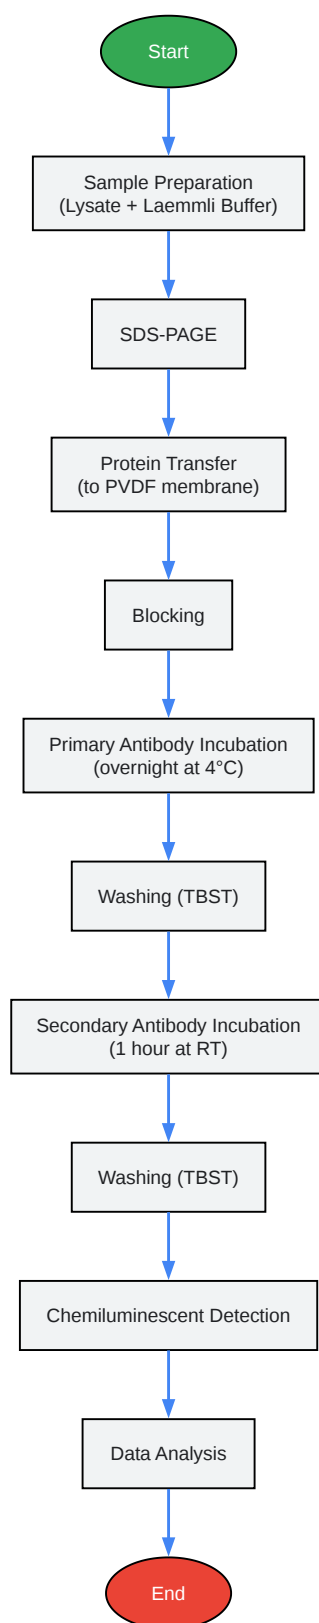 Start
Sample Preparation
(Lysate + Laemmli Buffer)
SDS-PAGE
Protein Transfer
(to PVDF membrane)
Blocking
Primary Antibody Incubation
(overnight at 4°C)
Washing (TBST)
Secondary Antibody Incubation
(1 hour at RT)
Washing (TBST)
Chemiluminescent Detection
Data Analysis
End